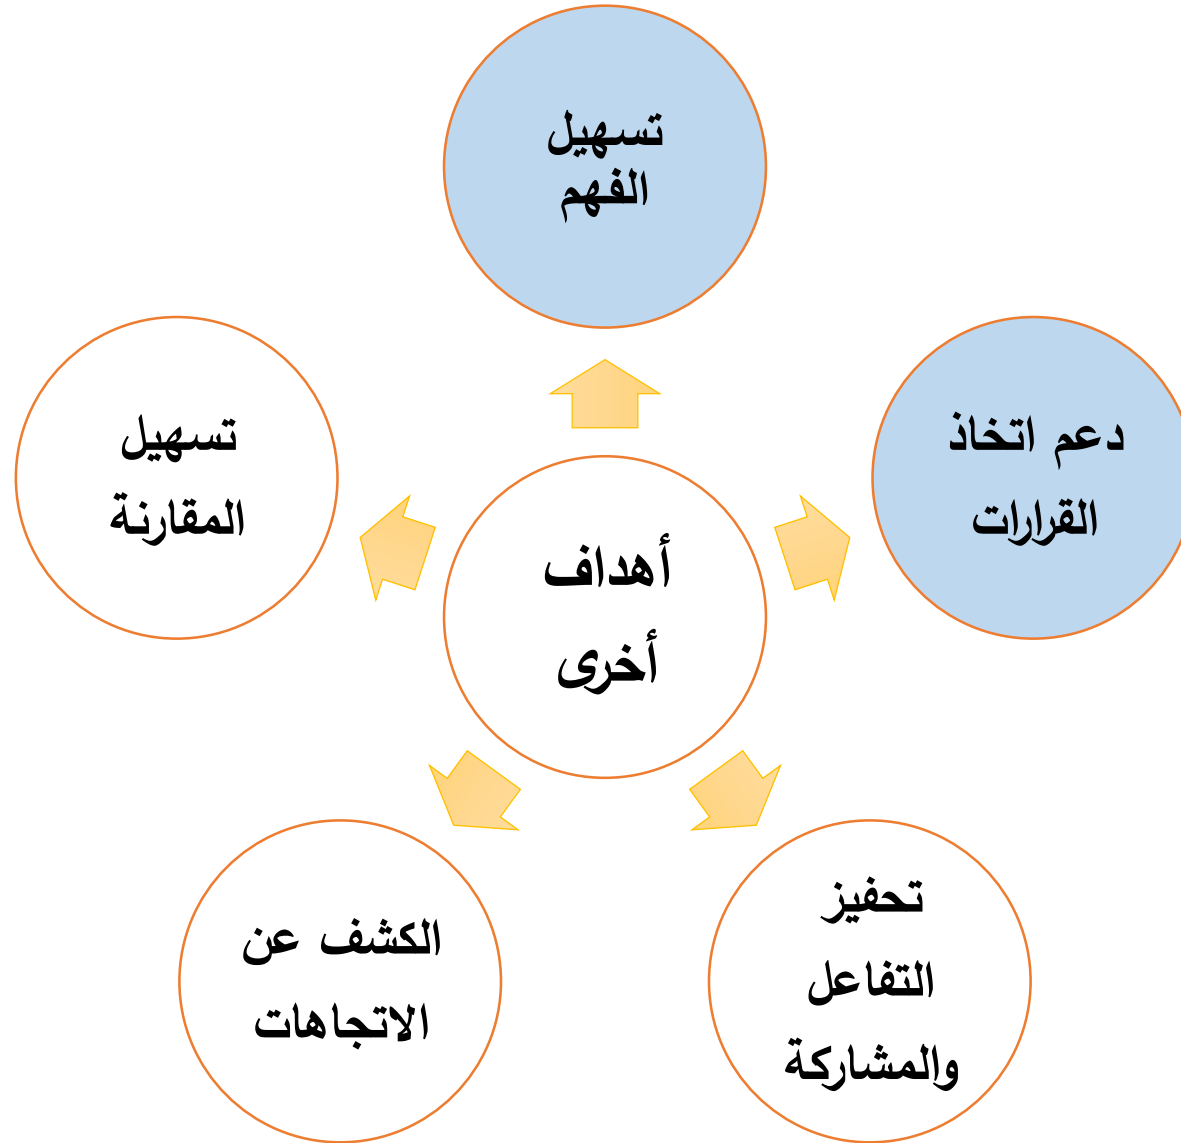 تسهيل
الفهم
دعم اتخاذ
القرارات
تحفيز
التفاعل
والمشاركة
الكشف عن
الاتجاهات
تسهيل
المقارنة
أهداف
أخرى